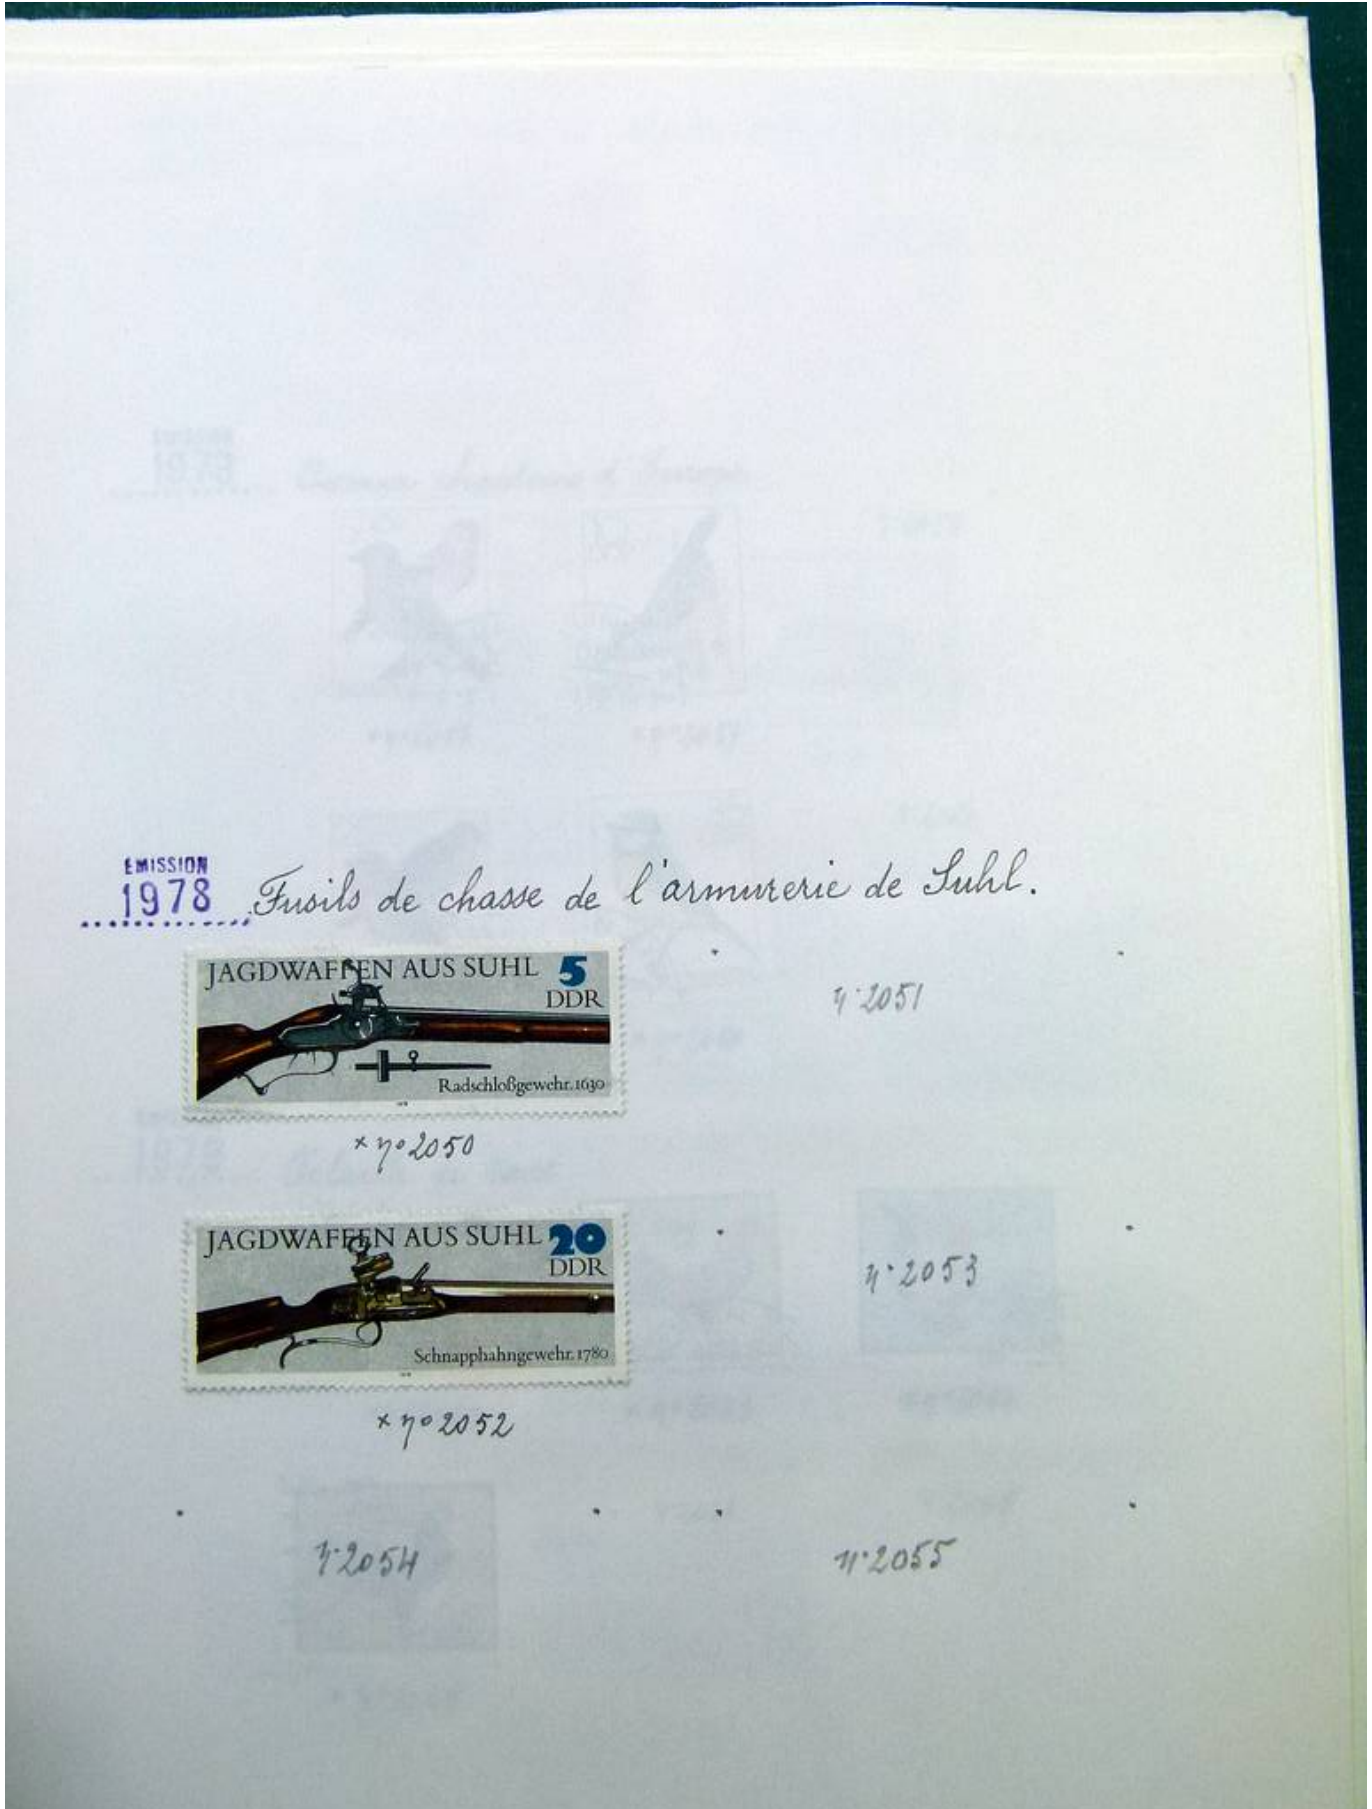 EMISSION
1978 Fusils de chasse de l'armurerie de Suhl.
JAGDWAFFEN AUS SUHL 5
DDR
Radschloßgewehr. 1630
n° 2051
× n° 2050
JAGDWAFFEN AUS SUHL 20
DDR
Schnapphahngewehr. 1780
n° 2053
× n° 2052
n° 2054
n° 2055